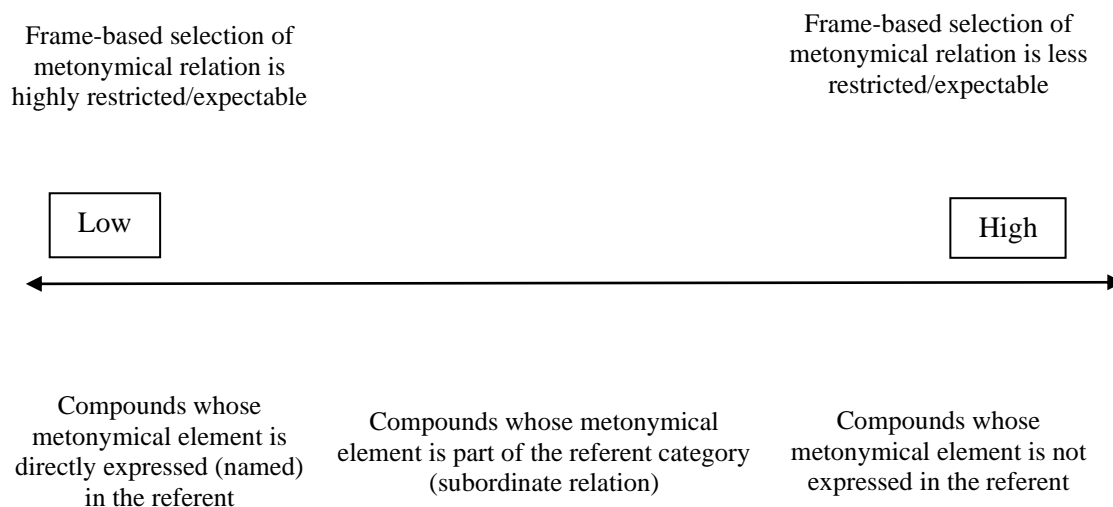 Frame-based selection of
metonymical relation is
highly restricted/expectable
Frame-based selection of
metonymical relation is less
restricted/expectable
Low
High
Compounds whose
metonymical element is
directly expressed (named)
in the referent
Compounds whose metonymical
element is part of the referent category
(subordinate relation)
Compounds whose
metonymical element is not
expressed in the referent